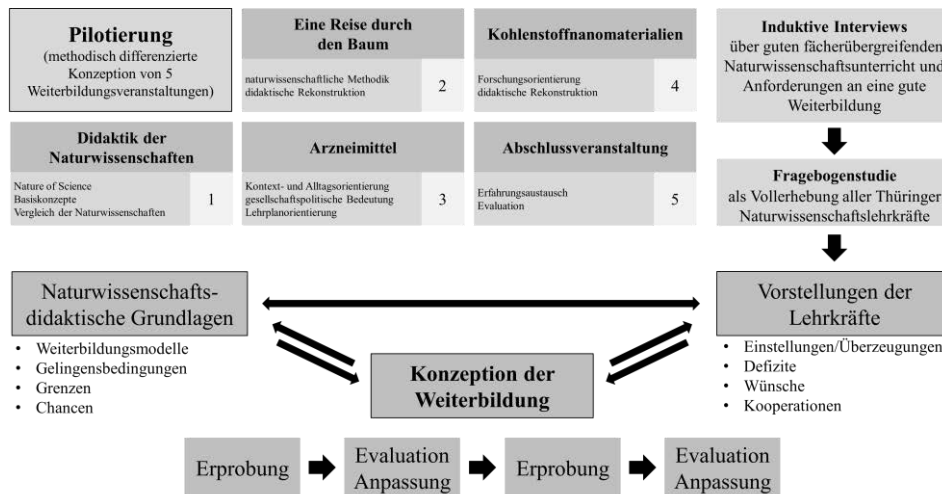 Pilotierung
(methodisch differenzierte
Konzeption von 5
Weiterbildungsveranstaltungen)
Eine Reise durch
den Baum
naturwissenschaftliche Methodik
didaktische Rekonstruktion
2
Kohlenstoffnanomaterialien
Forschungsorientierung
didaktische Rekonstruktion
4
Didaktik der
Naturwissenschaften
Nature of Science
Basiskonzepte
Vergleich der Naturwissenschaften
1
Arzneimittel
Kontext- und Alltagsorientierung
gesellschaftspolitische Bedeutung
Lehrplanorientierung
3
Abschlussveranstaltung
Erfahrungsaustausch
Evaluation
5
Induktive Interviews
über guten fächerübergreifenden
Naturwissenschaftsunterricht und
Anforderungen an eine gute
Weiterbildung
Fragebogenstudie
als Vollerhebung aller Thüringer
Naturwissenschaftslehrkräfte
Naturwissenschafts-
didaktische Grundlagen
• Weiterbildungsmodelle
• Gelingensbedingungen
• Grenzen
• Chancen
Konzeption der
Weiterbildung
Vorstellungen der
Lehrkräfte
• Einstellungen/Überzeugungen
• Defizite
• Wünsche
• Kooperationen
Erprobung
Evaluation
Anpassung
Erprobung
Evaluation
Anpassung